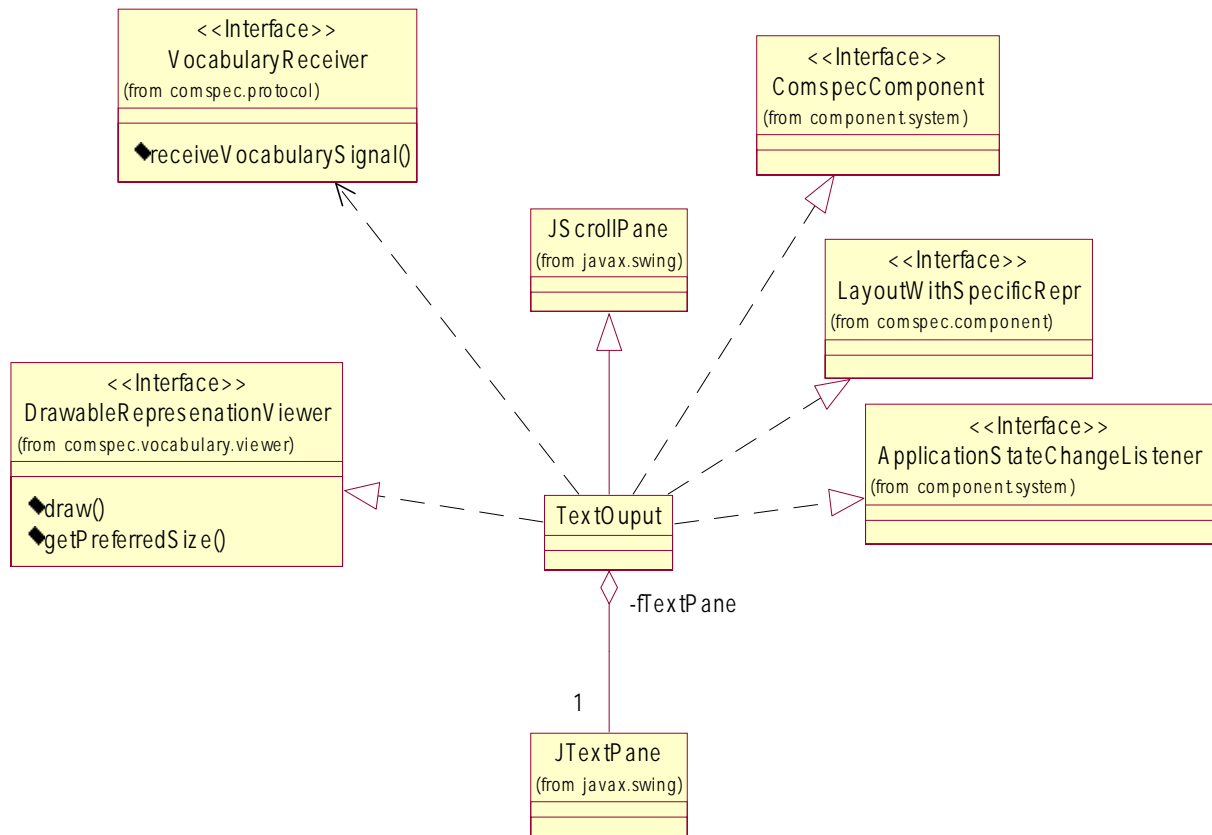 <<Interface>>
VocabularyReceiver
(from comspec.protocol)
receiveVocabularySignal()
<<Interface>>
ComspecComponent
(from component.system)
JScrollPane
(from javax.swing)
<<Interface>>
LayoutWithSpecificRepr
(from comspec.component)
<<Interface>>
DrawableRepresenationViewer
(from comspec.vocabulary.viewer)
draw()
getPreferredSize()
<<Interface>>
ApplicationStateChangeListener
(from component.system)
TextOuput
-fTextPane
1
JTextPane
(from javax.swing)